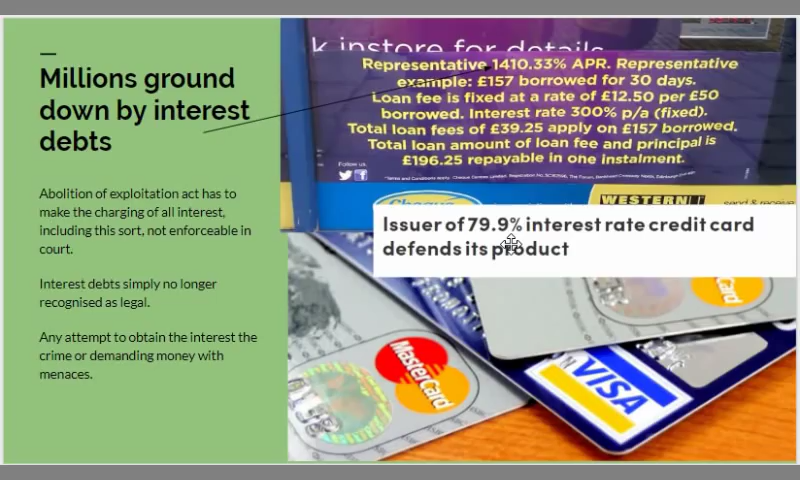 Millions ground
down by interest
debts
Abolition of exploitation act has to
make the charging of all interest,
including this sort, not enforceable in
court.
Interest debts simply no longer
recognised as legal.
Any attempt to obtain the interest the
crime or demanding money with
menaces.
k instore for details
Representative 1410.33% APR. Representative
example: £157 borrowed for 30 days.
Loan fee is fixed at a rate of £12.50 per £50
borrowed. Interest rate 300% p/a (fixed).
Total loan fees of £39.25 apply on £157 borrowed.
Total loan amount of loan fee and principal is
£196.25 repayable in one instalment.
Follow us:
WESTERN
send & receive
Issuer of 79.9% interest rate credit card
defends its product
Card
MasterCard
VISA